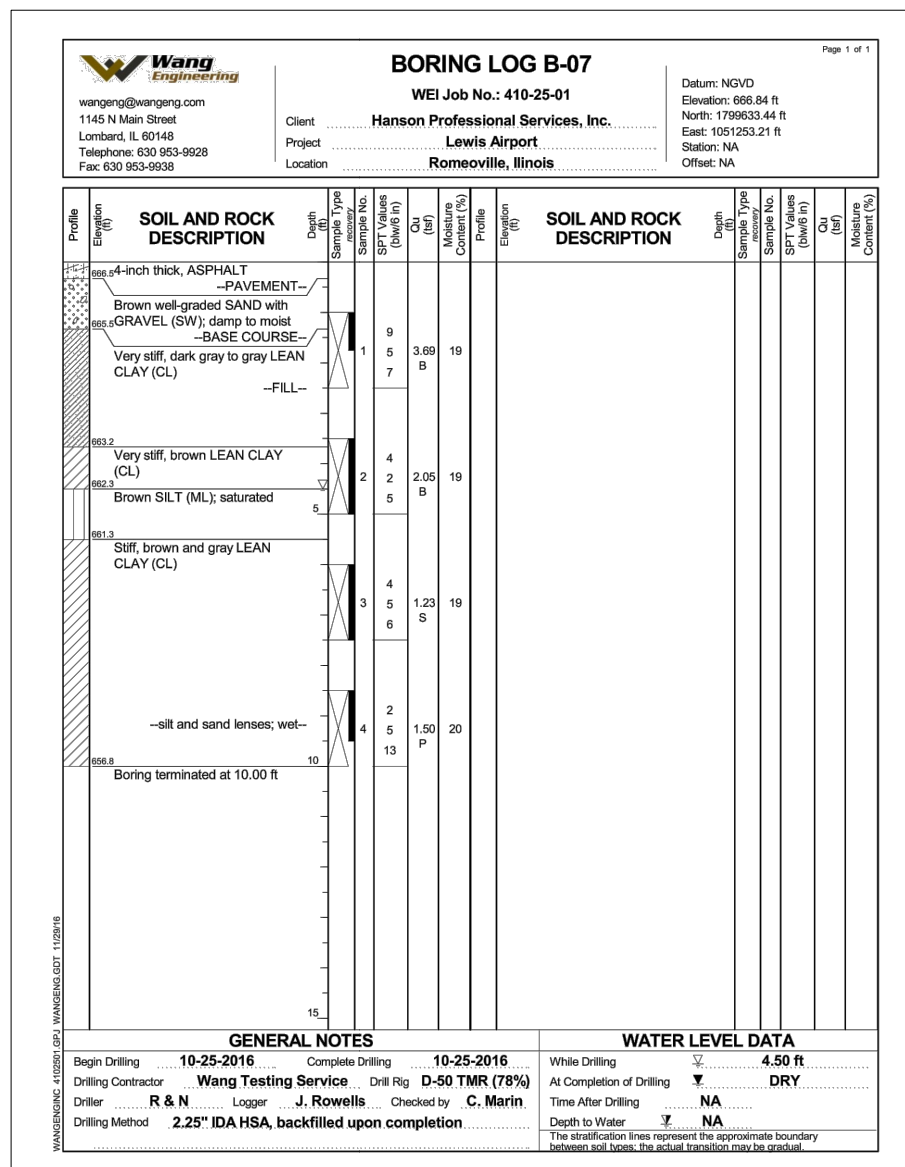 Page 1 of 1
Wang
Engineering
wangeng@wangeng.com
1145 N Main Street
Lombard, IL 60148
Telephone: 630 953-9928
Fax: 630 953-9938
BORING LOG B-07
WEI Job No.: 410-25-01
Client Hanson Professional Services, Inc.
Project Lewis Airport
Location Romeoville, Ilinois
Datum: NGVD
Elevation: 666.84 ft
North: 1799633.44 ft
East: 1051253.21 ft
Station: NA
Offset: NA
Profile
Elevation (ft)
SOIL AND ROCK
DESCRIPTION
Depth (ft)
Sample Type
recovery
Sample No.
SPT Values
(blw/6 in)
Qu
(tsf)
Moisture
Content (%)
Profile
Elevation (ft)
SOIL AND ROCK
DESCRIPTION
Depth (ft)
Sample Type
recovery
Sample No.
SPT Values
(blw/6 in)
Qu
(tsf)
Moisture
Content (%)
666.5 4-inch thick, ASPHALT
--PAVEMENT--
Brown well-graded SAND with
665.5 GRAVEL (SW); damp to moist
--BASE COURSE--
Very stiff, dark gray to gray LEAN
CLAY (CL)
--FILL--
9
1 5 3.69 19
B
7
663.2
Very stiff, brown LEAN CLAY
(CL)
662.3
4
2 2 2.05 19
B
5
Brown SILT (ML); saturated
5
661.3
Stiff, brown and gray LEAN
CLAY (CL)
4
3 5 1.23 19
S
6
2
--silt and sand lenses; wet-- 4 5 1.50 20
P
13
656.8 10
Boring terminated at 10.00 ft
15
WANGENGINC 4102501.GPJ WANGENG.GDT 11/29/16
GENERAL NOTES
Begin Drilling 10-25-2016 Complete Drilling 10-25-2016
Drilling Contractor Wang Testing Service Drill Rig D-50 TMR (78%)
Driller R & N Logger J. Rowells Checked by C. Marin
Drilling Method 2.25" IDA HSA, backfilled upon completion
WATER LEVEL DATA
While Drilling 4.50 ft
At Completion of Drilling DRY
Time After Drilling NA
Depth to Water NA
The stratification lines represent the approximate boundary
between soil types; the actual transition may be gradual.